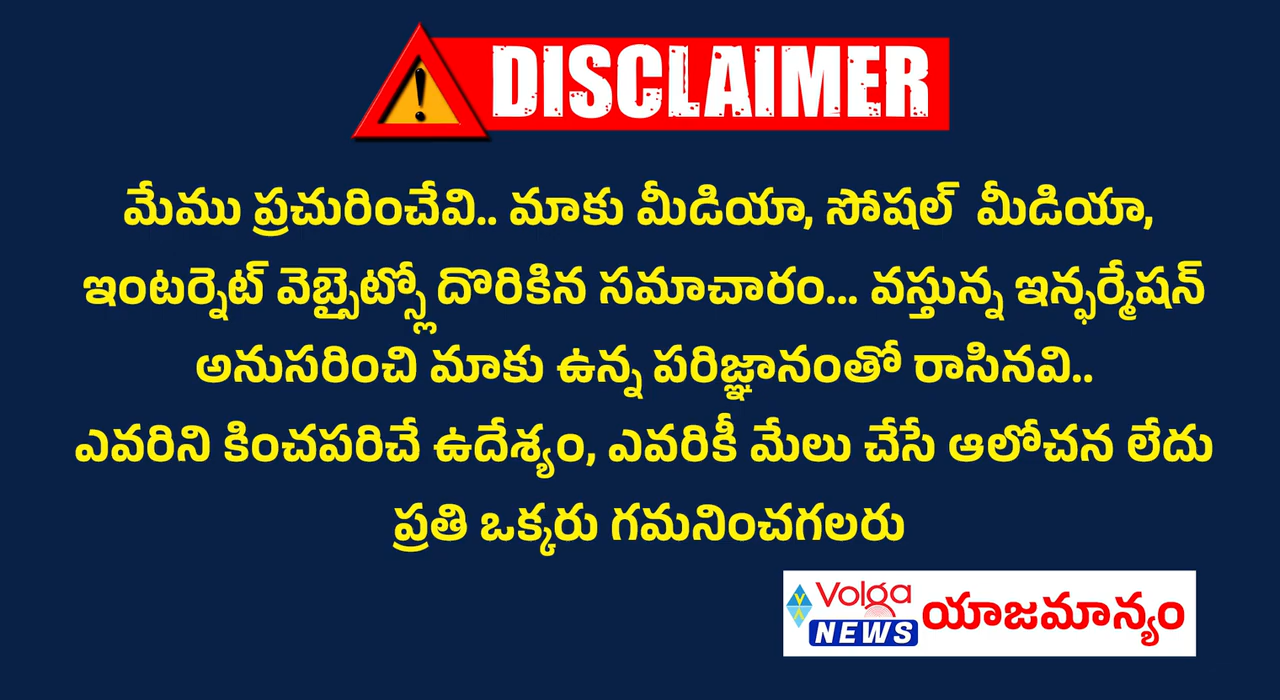 DISCLAIMER
మేము ప్రచురించేవి.. మాకు మీడియా, సోషల్ మీడియా,
ఇంటర్నెట్ వెబ్సైట్స్లో దొరికిన సమాచారం... వస్తున్న ఇన్ఫర్మేషన్
అనుసరించి మాకు ఉన్న పరిజ్ఞానంతో రాసినవి..
ఎవరిని కించపరిచే ఉదేశ్యం, ఎవరికీ మేలు చేసే ఆలోచన లేదు
ప్రతి ఒక్కరు గమనించగలరు
Volga NEWS యాజమాన్యం